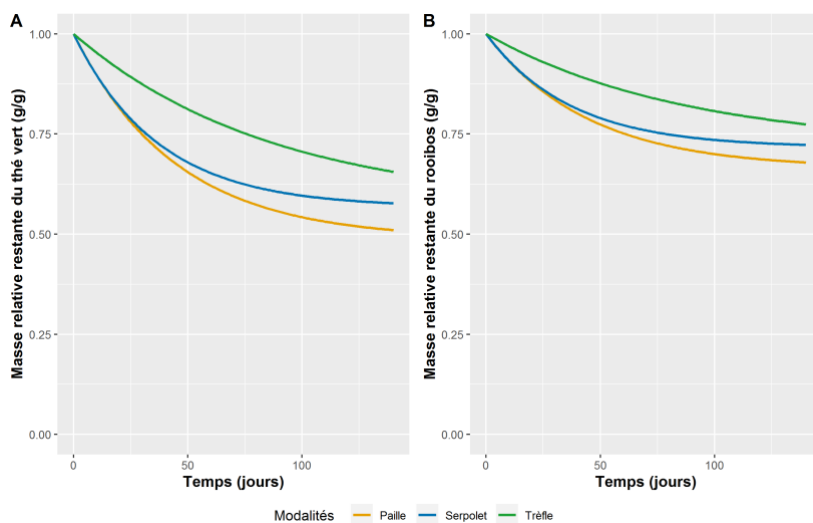 A
B
Masse relative restante du thé vert (g/g)
1.00
0.75
0.50
0.25
0.00
0
50
100
Temps (jours)
Masse relative restante du rooibos (g/g)
1.00
0.75
0.50
0.25
0.00
0
50
100
Temps (jours)
Modalités Paille Serpolet Trèfle